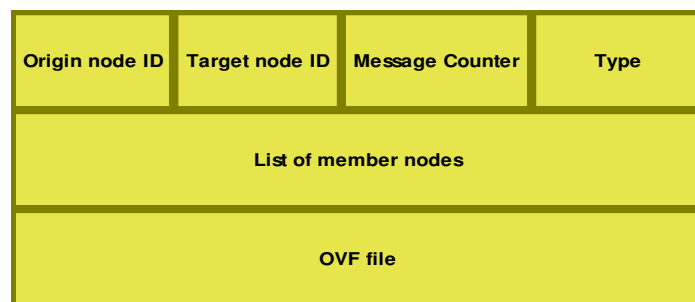 Origin node ID Target node ID Message Counter Type
List of member nodes
OVF file